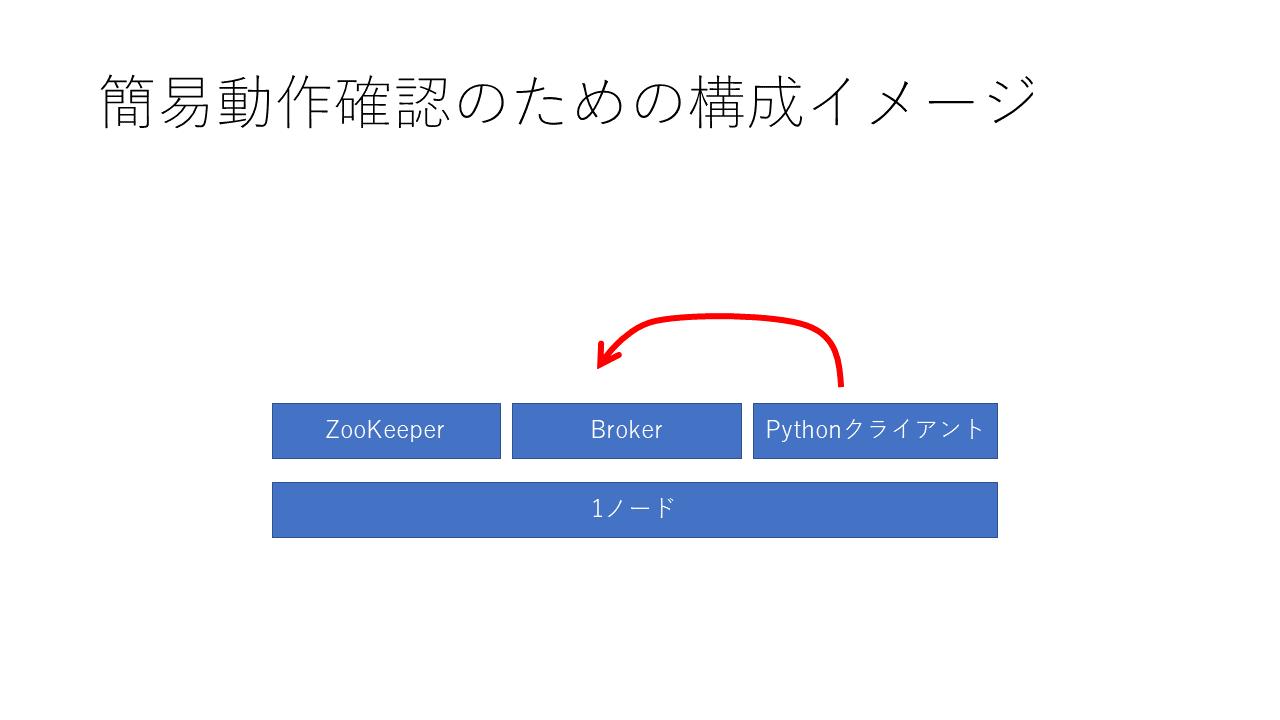 簡易動作確認のための構成イメージ
ZooKeeper
Broker
Pythonクライアント
1ノード